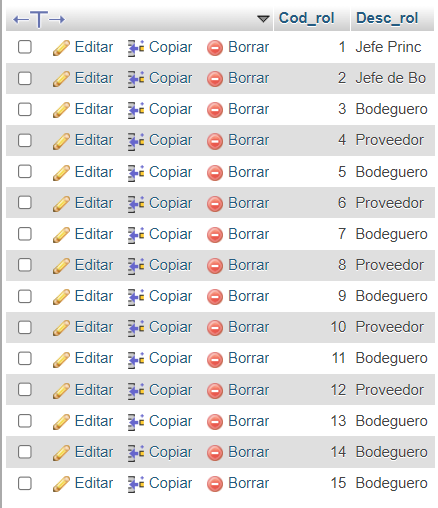 Cod_rol Desc_rol
Editar Copiar Borrar 1 Jefe Princ
Editar Copiar Borrar 2 Jefe de Bo
Editar Copiar Borrar 3 Bodeguero
Editar Copiar Borrar 4 Proveedor
Editar Copiar Borrar 5 Bodeguero
Editar Copiar Borrar 6 Proveedor
Editar Copiar Borrar 7 Bodeguero
Editar Copiar Borrar 8 Proveedor
Editar Copiar Borrar 9 Bodeguero
Editar Copiar Borrar 10 Proveedor
Editar Copiar Borrar 11 Bodeguero
Editar Copiar Borrar 12 Proveedor
Editar Copiar Borrar 13 Bodeguero
Editar Copiar Borrar 14 Bodeguero
Editar Copiar Borrar 15 Bodeguero